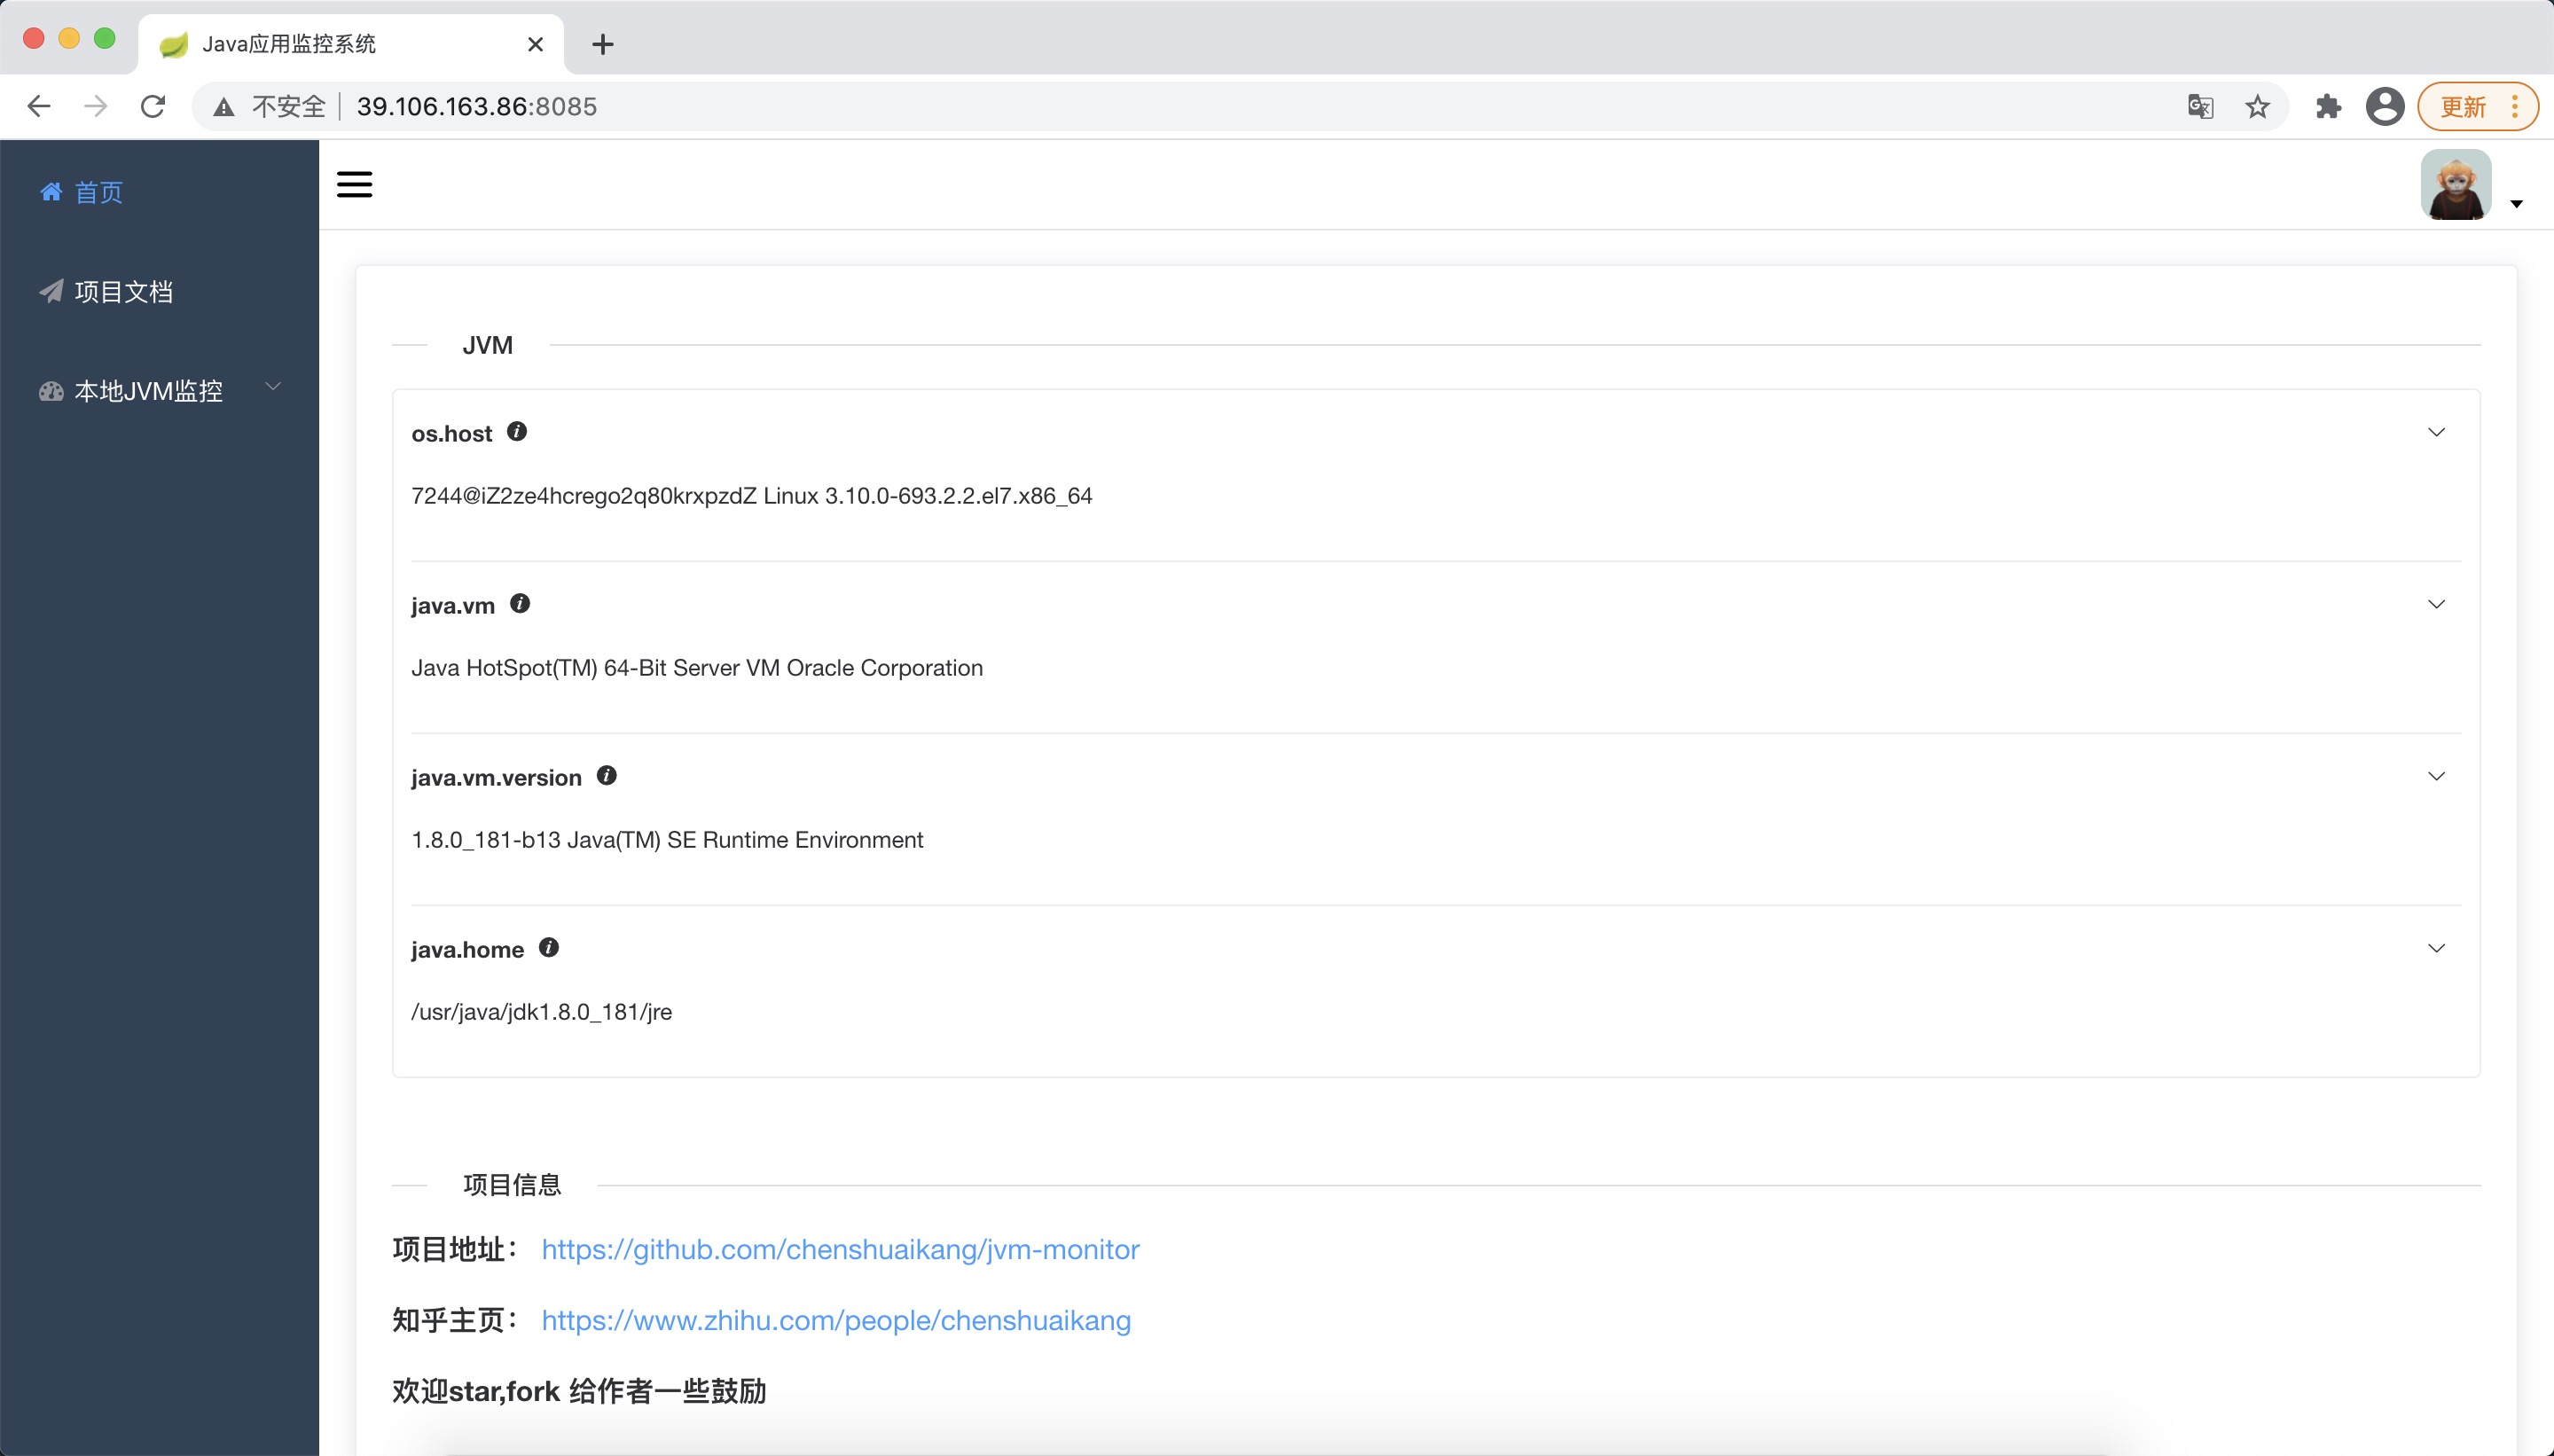 Java应用监控系统
不安全 39.106.163.86:8085
更新
首页
项目文档
本地JVM监控
JVM
os.host
7244@iZ2ze4hcrego2q80krxpzdZ Linux 3.10.0-693.2.2.el7.x86_64
java.vm
Java HotSpot(TM) 64-Bit Server VM Oracle Corporation
java.vm.version
1.8.0_181-b13 Java(TM) SE Runtime Environment
java.home
/usr/java/jdk1.8.0_181/jre
项目信息
项目地址： https://github.com/chenshuaikang/jvm-monitor
知乎主页： https://www.zhihu.com/people/chenshuaikang
欢迎star,fork 给作者一些鼓励